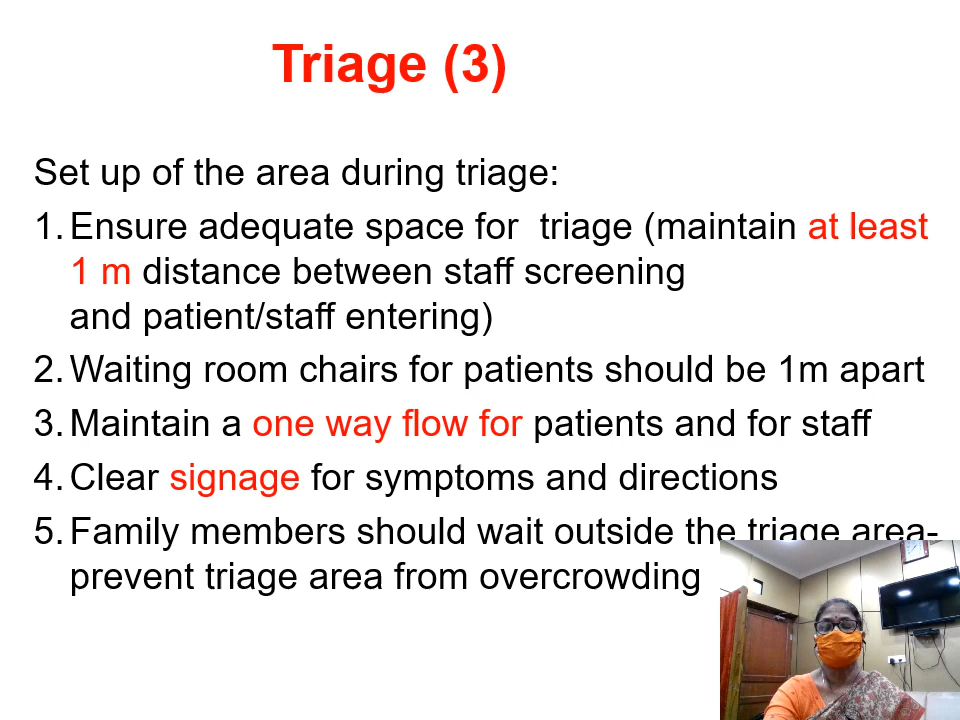 Triage (3)
Set up of the area during triage:
1. Ensure adequate space for  triage (maintain at least
1 m distance between staff screening
and patient/staff entering)
2. Waiting room chairs for patients should be 1m apart
3. Maintain a one way flow for patients and for staff
4. Clear signage for symptoms and directions
5. Family members should wait outside the triage area-
prevent triage area from overcrowding